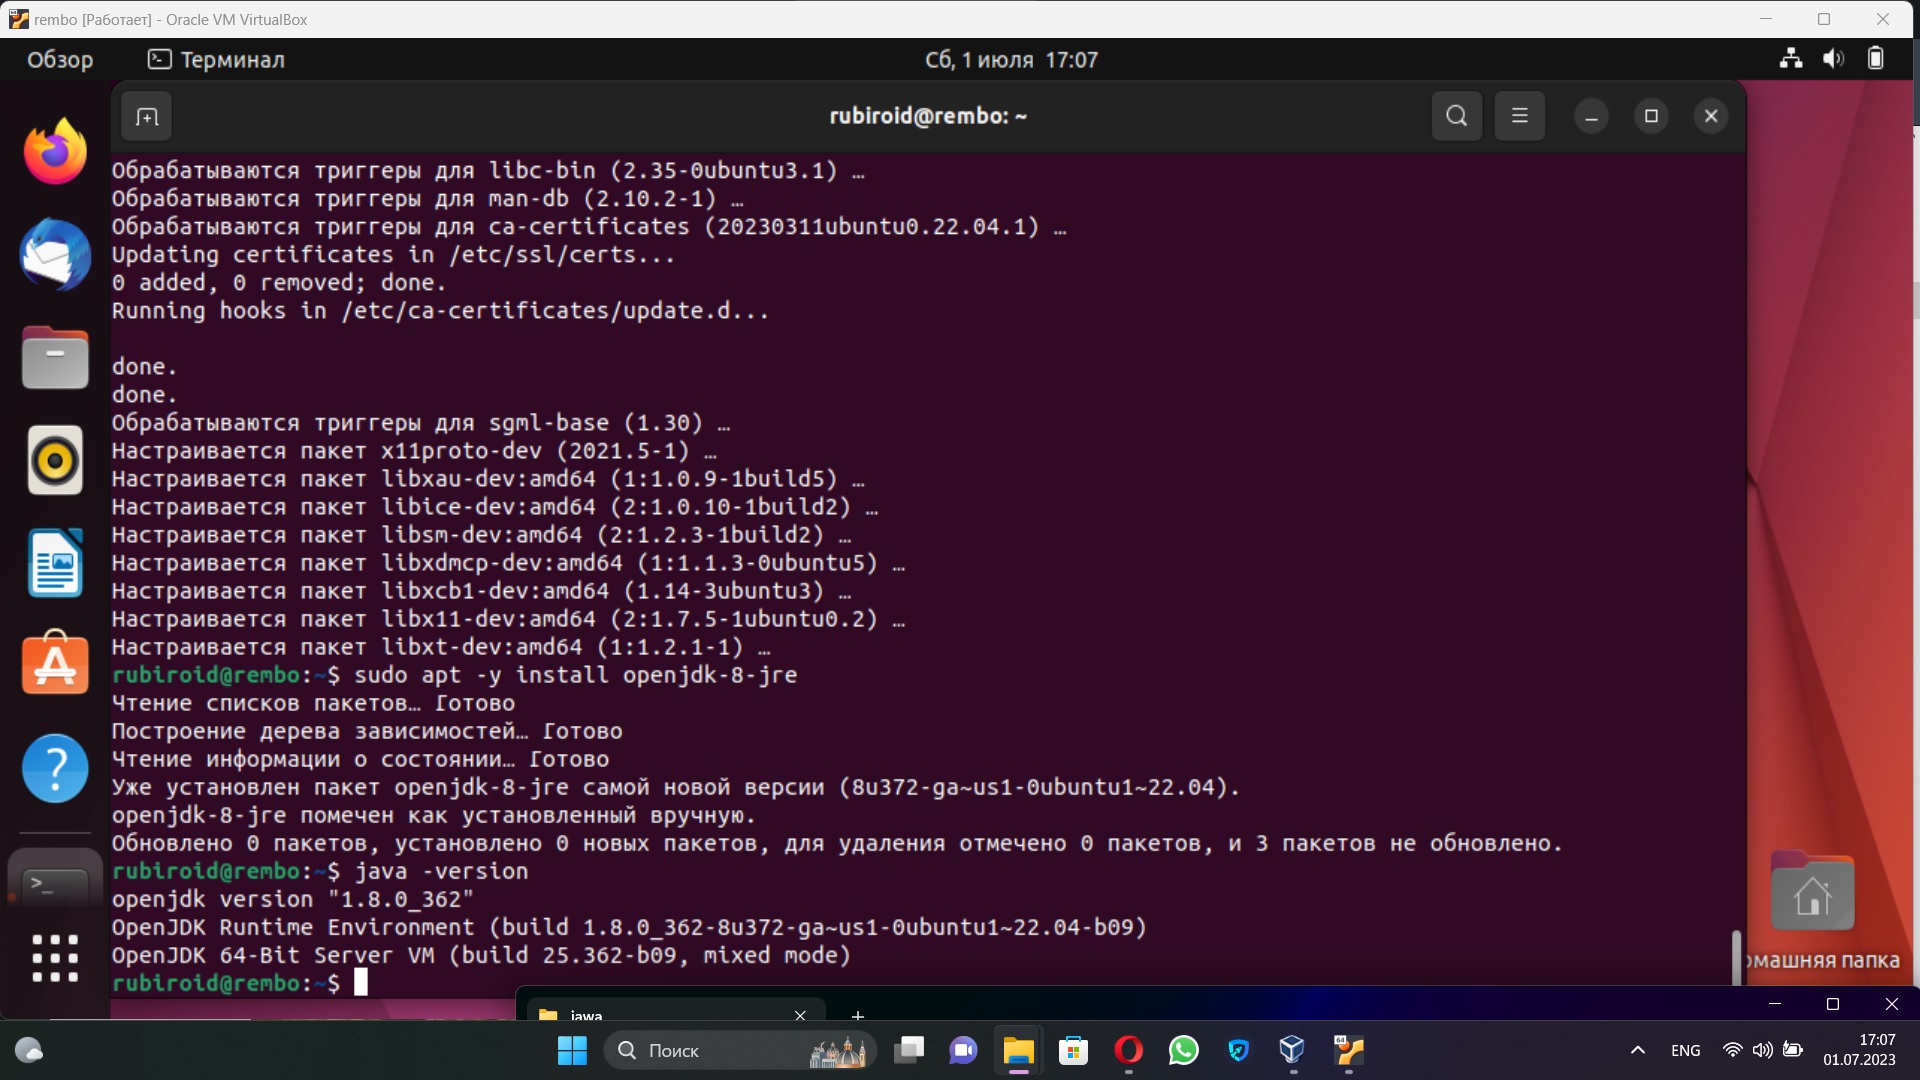 rembo [Работает] - Oracle VM VirtualBox
Обзор
Терминал
Сб, 1 июля 17:07
rubiroid@rembo: ~
Обрабатываются триггеры для libc-bin (2.35-0ubuntu3.1) …
Обрабатываются триггеры для man-db (2.10.2-1) …
Обрабатываются триггеры для ca-certificates (20230311ubuntu0.22.04.1) …
Updating certificates in /etc/ssl/certs...
0 added, 0 removed; done.
Running hooks in /etc/ca-certificates/update.d...
done.
done.
Обрабатываются триггеры для sgml-base (1.30) …
Настраивается пакет x11proto-dev (2021.5-1) …
Настраивается пакет libxau-dev:amd64 (1:1.0.9-1build5) …
Настраивается пакет libice-dev:amd64 (2:1.0.10-1build2) …
Настраивается пакет libsm-dev:amd64 (2:1.2.3-1build2) …
Настраивается пакет libxdmcp-dev:amd64 (1:1.1.3-0ubuntu5) …
Настраивается пакет libxcb1-dev:amd64 (1.14-3ubuntu3) …
Настраивается пакет libx11-dev:amd64 (2:1.7.5-1ubuntu0.2) …
Настраивается пакет libxt-dev:amd64 (1:1.2.1-1) …
rubiroid@rembo:~$ sudo apt -y install openjdk-8-jre
Чтение списков пакетов… Готово
Построение дерева зависимостей… Готово
Чтение информации о состоянии… Готово
Уже установлен пакет openjdk-8-jre самой новой версии (8u372-ga~us1-0ubuntu1~22.04).
openjdk-8-jre помечен как установленный вручную.
Обновлено 0 пакетов, установлено 0 новых пакетов, для удаления отмечено 0 пакетов, и 3 пакетов не обновлено.
rubiroid@rembo:~$ java -version
openjdk version "1.8.0_362"
OpenJDK Runtime Environment (build 1.8.0_362-8u372-ga~us1-0ubuntu1~22.04-b09)
OpenJDK 64-Bit Server VM (build 25.362-b09, mixed mode)
rubiroid@rembo:~$
омашняя папка
jawa
Поиск
64
ENG
17:07
01.07.2023